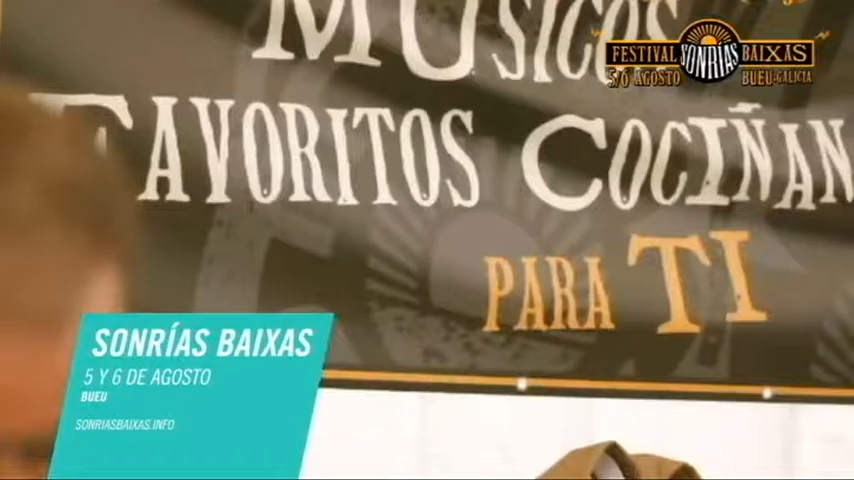 MÚSICOS
FAVORITOS COCIÑAN
PARA TI
FESTIVAL SONRÍAS BAIXAS
5/6 AGOSTO BUEU-GALICIA
SONRÍAS BAIXAS
5 Y 6 DE AGOSTO
BUEU
SONRIASBAIXAS.INFO